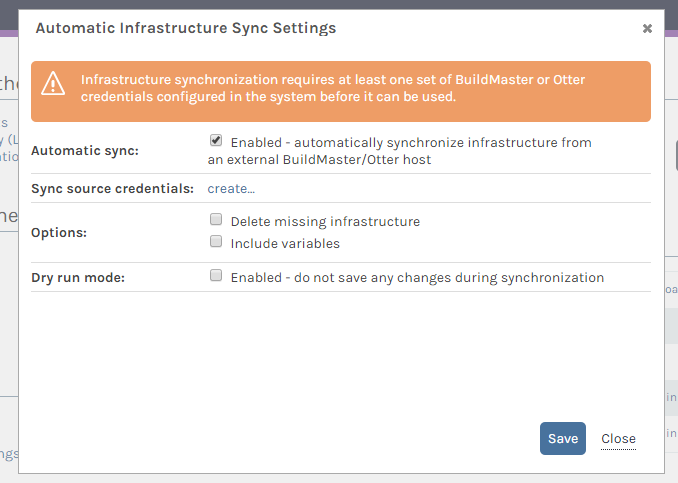 Automatic Infrastructure Sync Settings
Infrastructure synchronization requires at least one set of BuildMaster or Otter
credentials configured in the system before it can be used.
Automatic sync:
Enabled - automatically synchronize infrastructure from
an external BuildMaster/Otter host
Sync source credentials: create...
Options:
Delete missing infrastructure
Include variables
Dry run mode: Enabled - do not save any changes during synchronization
Save Close